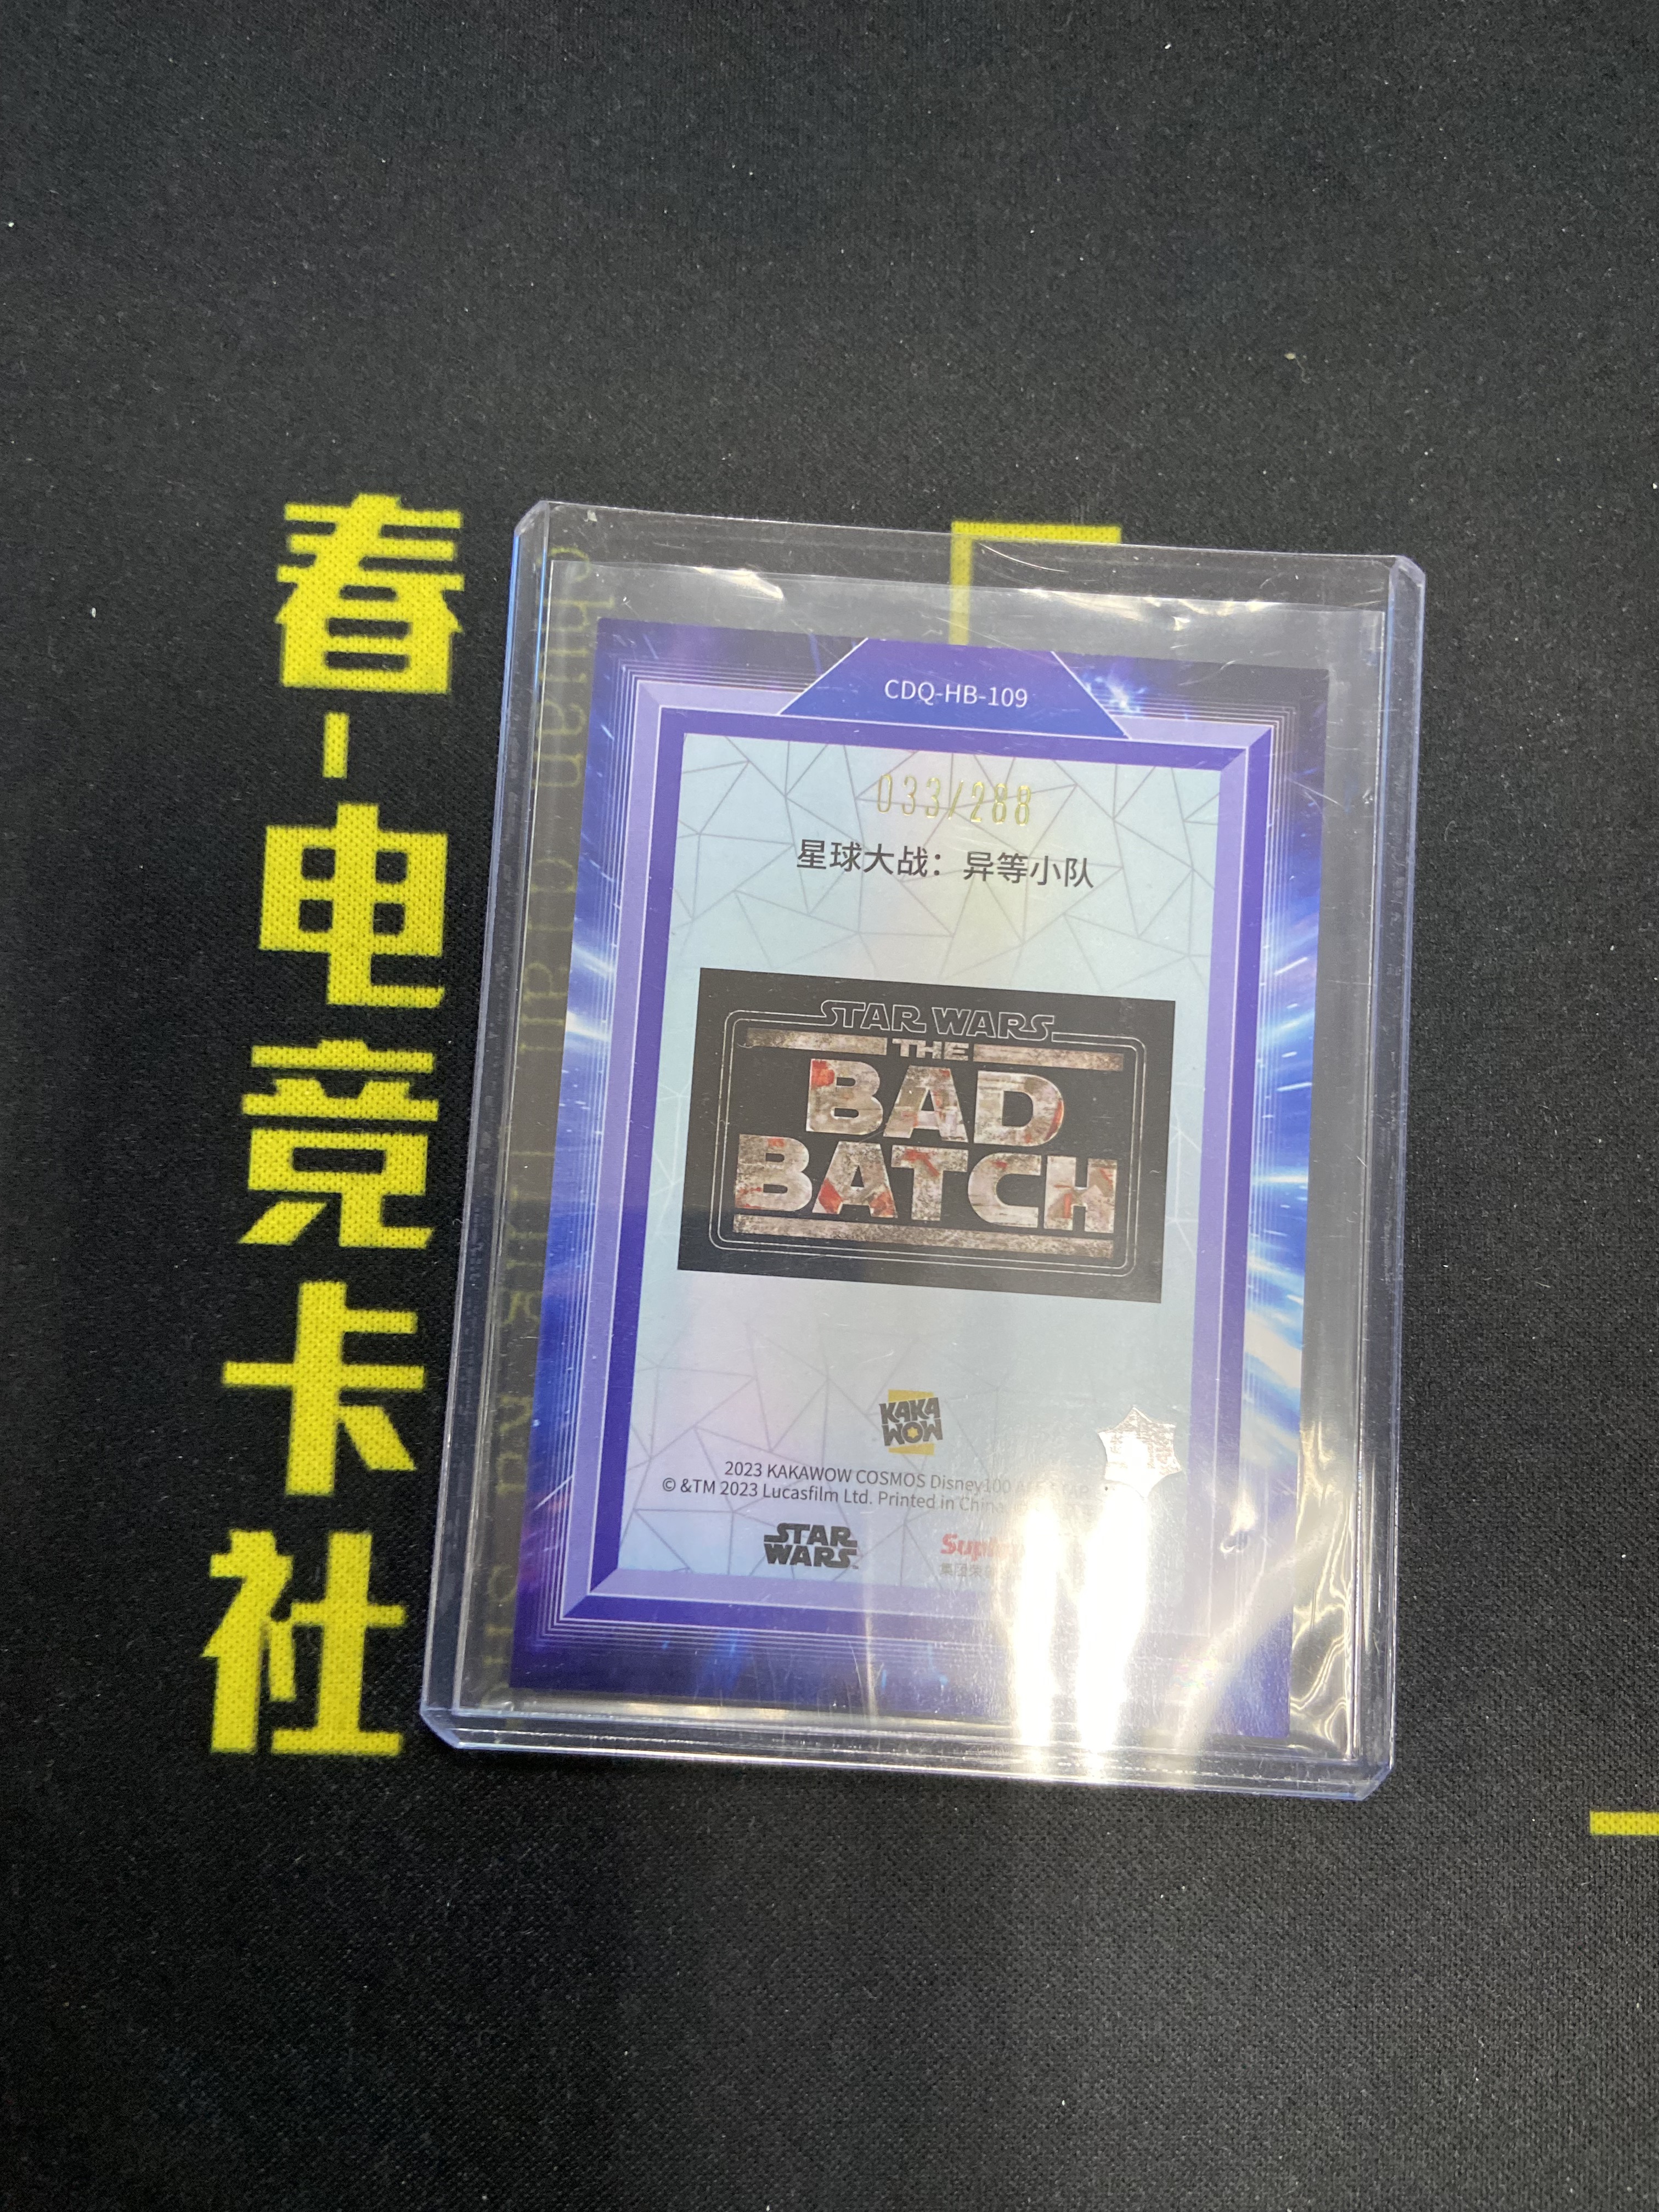 春-电竞卡社
CDQ-HB-109
033/288
星球大战：异等小队
STAR WARS
THE
BAD
BATCH
KAKA
WOW
2023 KAKAWOW COSMOS Disney100
© &TM 2023 Lucasfilm Ltd. Printed in China
STAR
WARS